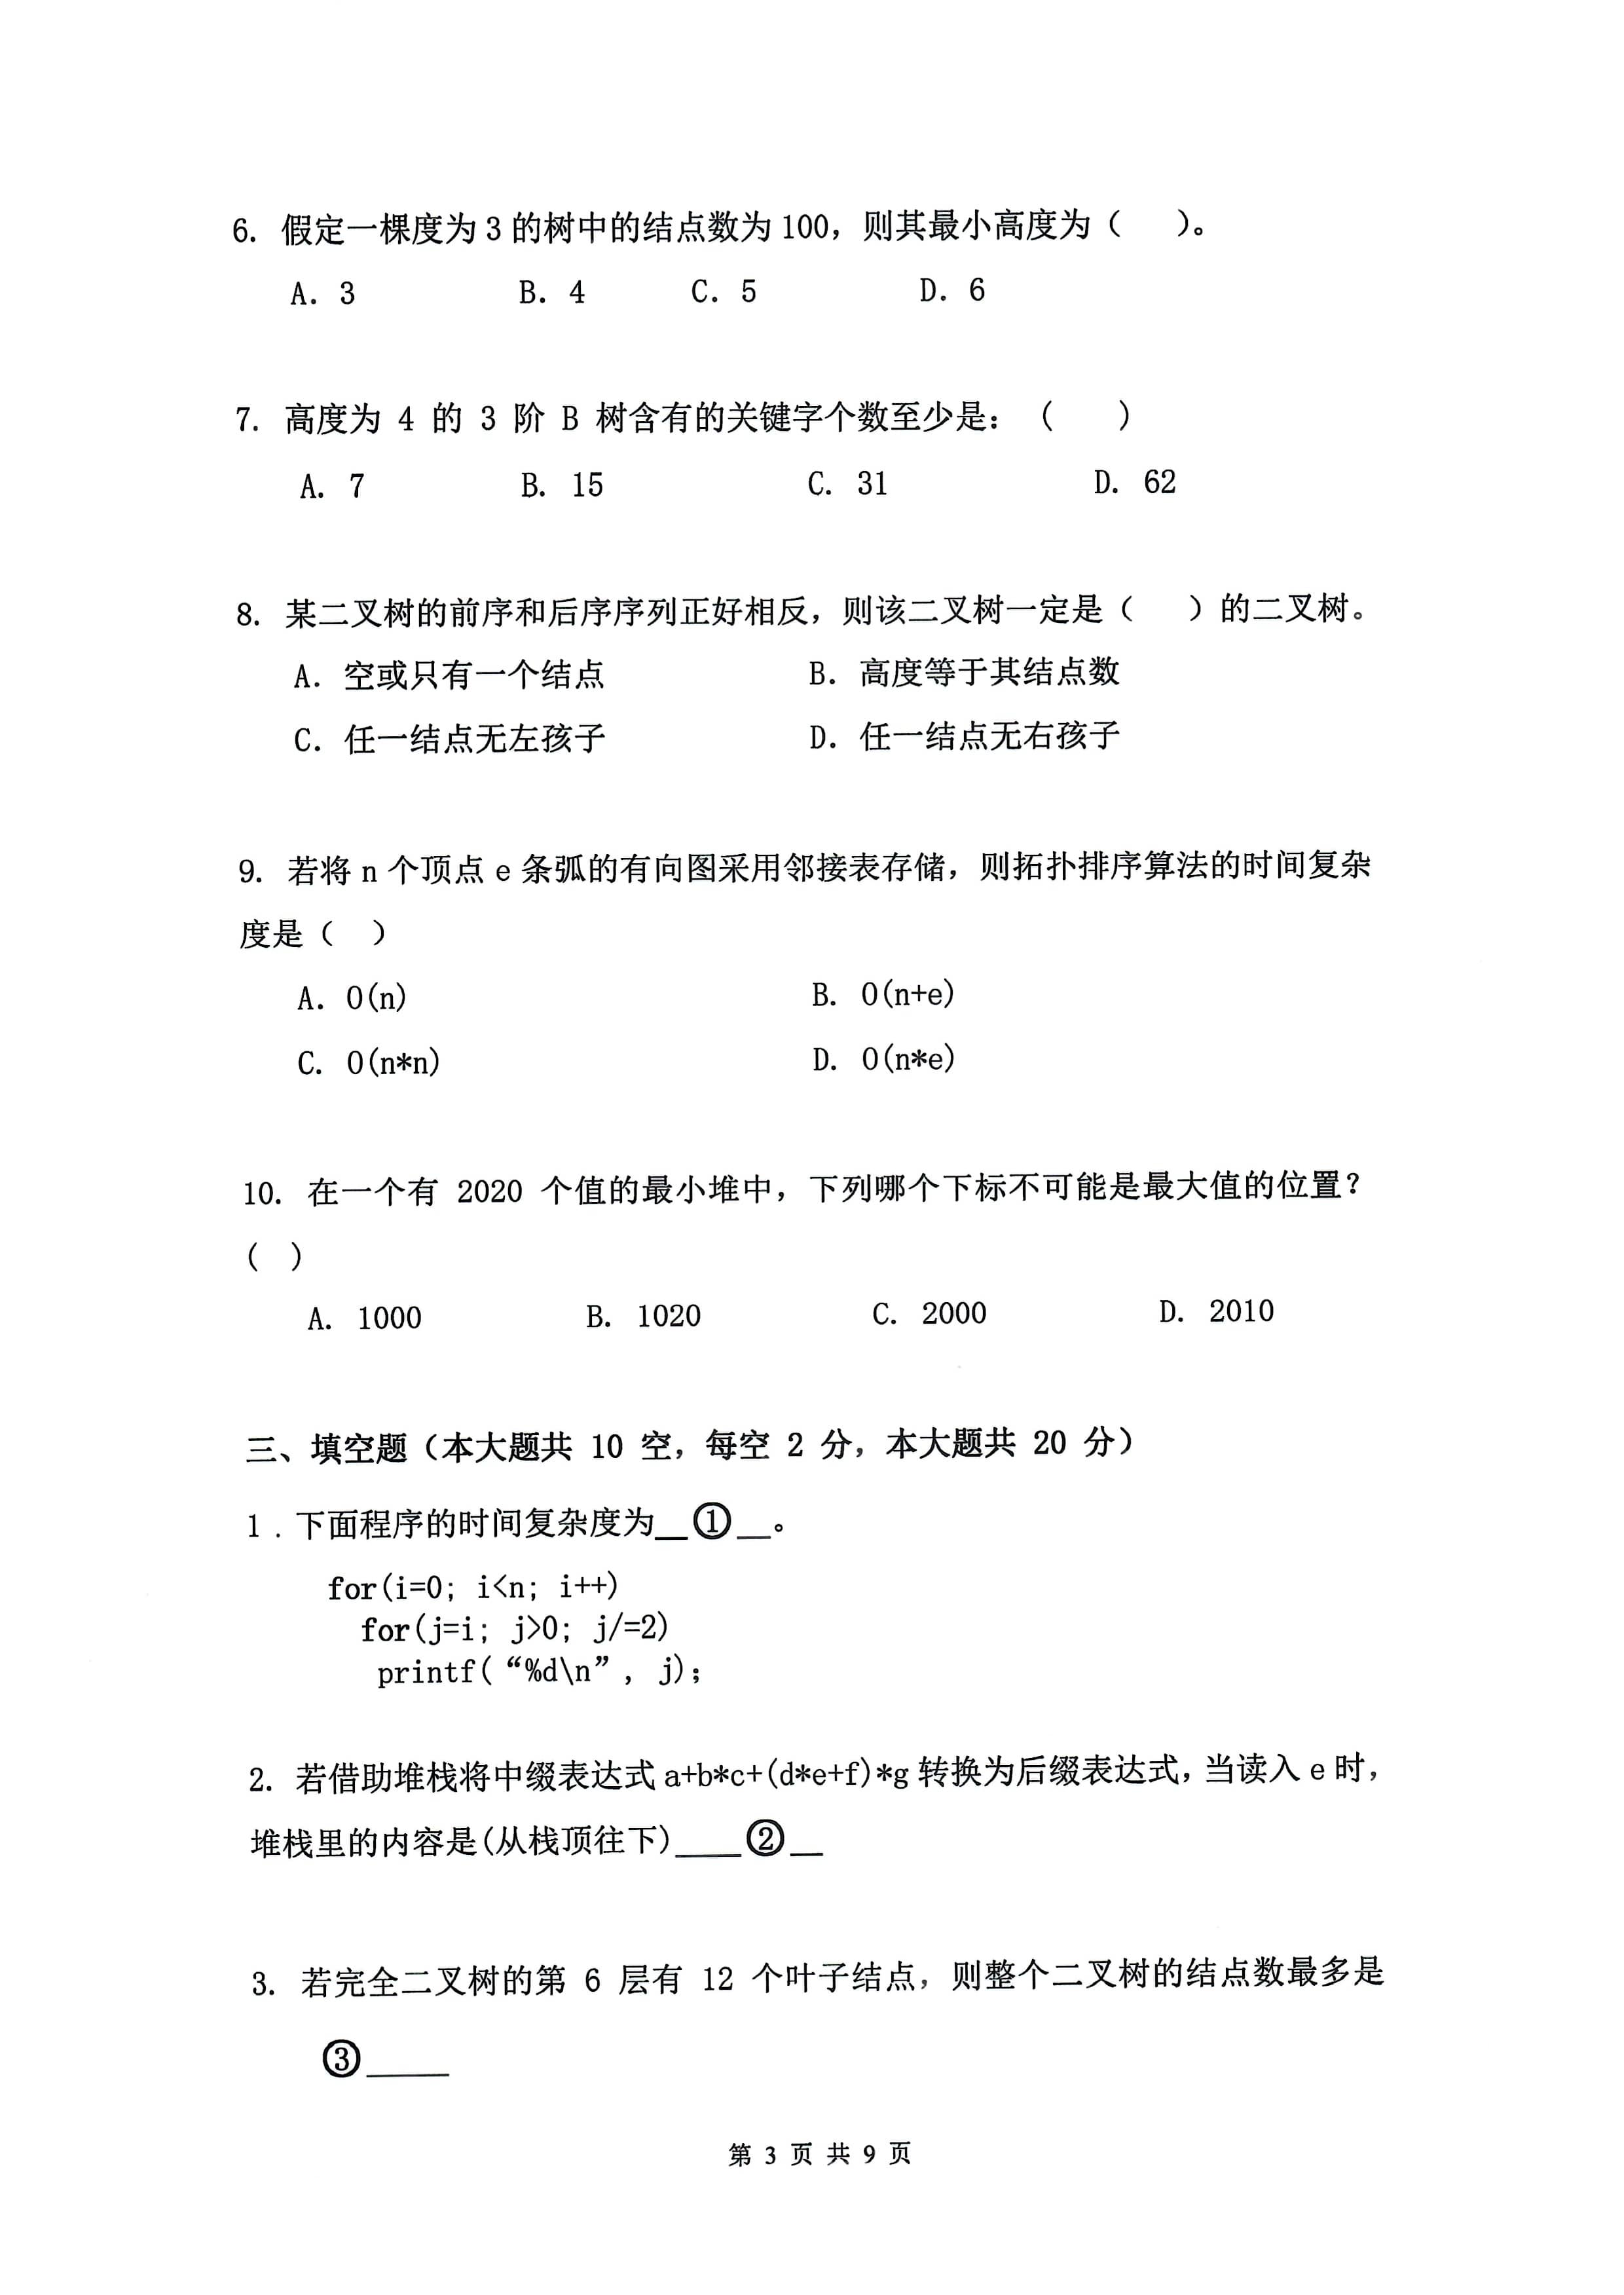 6. 假定一棵度为3的树中的结点数为100，则其最小高度为（ ）。
A. 3 B. 4 C. 5 D. 6
7. 高度为 4 的 3 阶 B 树含有的关键字个数至少是：（ ）
A. 7 B. 15 C. 31 D. 62
8. 某二叉树的前序和后序序列正好相反，则该二叉树一定是（ ）的二叉树。
A. 空或只有一个结点 B. 高度等于其结点数
C. 任一结点无左孩子 D. 任一结点无右孩子
9. 若将 n 个顶点 e 条弧的有向图采用邻接表存储，则拓扑排序算法的时间复杂
度是（ ）
A. O(n) B. O(n+e)
C. O(n*n) D. O(n*e)
10. 在一个有 2020 个值的最小堆中，下列哪个下标不可能是最大值的位置？
（ ）
A. 1000 B. 1020 C. 2000 D. 2010
三、填空题（本大题共 10 空，每空 2 分，本大题共 20 分）
1．下面程序的时间复杂度为__①__。
for(i=0; i<n; i++)
for(j=i; j>0; j/=2)
printf(“%d\n”, j);
2. 若借助堆栈将中缀表达式 a+b*c+(d*e+f)*g 转换为后缀表达式，当读入 e 时，
堆栈里的内容是(从栈顶往下)____②__
3. 若完全二叉树的第 6 层有 12 个叶子结点，则整个二叉树的结点数最多是
③_____
第 3 页 共 9 页